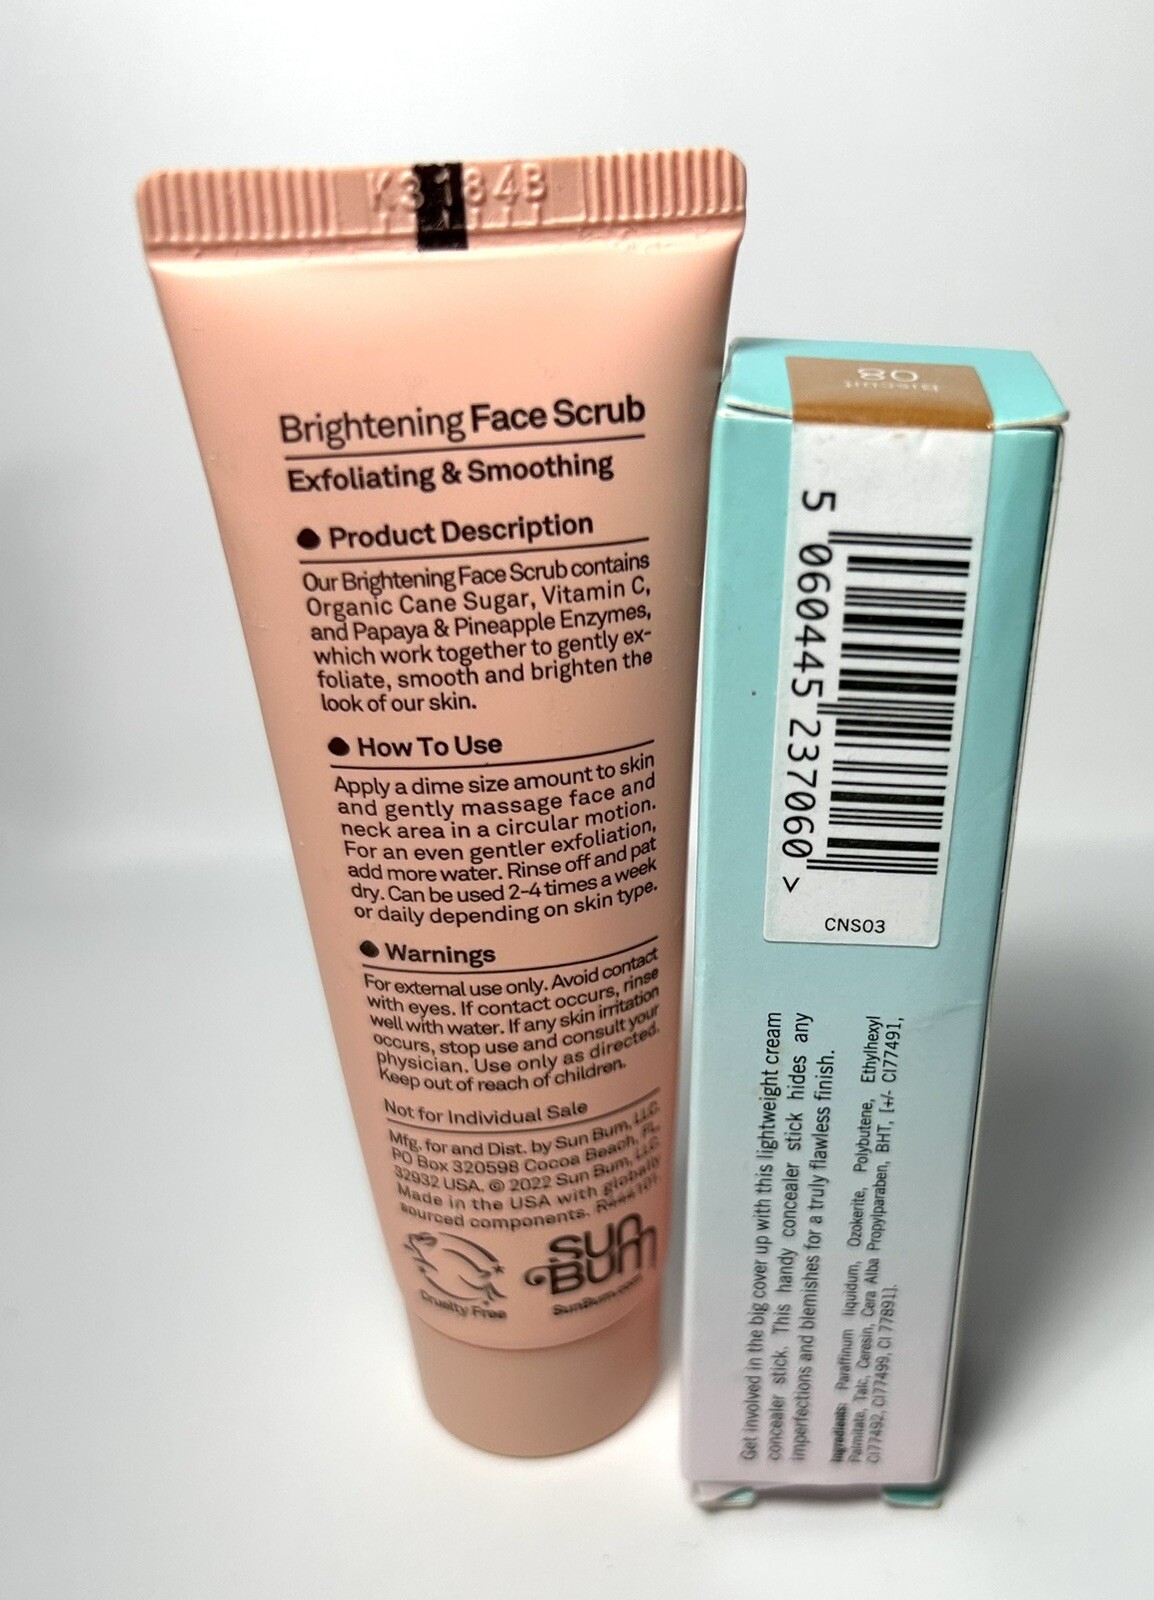 K3184B
Brightening Face Scrub
Exfoliating & Smoothing
Product Description
Our Brightening Face Scrub contains
Organic Cane Sugar, Vitamin C,
and Papaya & Pineapple Enzymes,
which work together to gently ex-
foliate, smooth and brighten the
look of our skin.
How To Use
Apply a dime size amount to skin
and gently massage face and
neck area in a circular motion.
For an even gentler exfoliation,
add more water. Rinse off and pat
dry. Can be used 2-4 times a week
or daily depending on skin type.
Warnings
For external use only. Avoid contact
with eyes. If contact occurs, rinse
well with water. If any skin irritation
occurs, stop use and consult your
physician. Use only as directed.
Keep out of reach of children.
Not for Individual Sale
Mfg. for and Dist. by Sun Bum, LLC.
PO Box 320598 Cocoa Beach, FL,
32932 USA. © 2022 Sun Bum, LLC.
Made in the USA with globally
sourced components.
Cruelty Free
SUN
BUM
SunBum.com
biscuit
08
5 060445 237060 >
CNS03
Get involved in the big cover up with this lightweight cream
concealer stick. This handy concealer stick hides any
imperfections and blemishes for a truly flawless finish.
Ingredients: Paraffinum liquidum, Ozokerite, Polybutene, Ethylhexyl
Palmitate, Talc, Ceresin, Cera Alba Propylparaben, BHT, [+/- CI77491,
CI77492, CI77499, CI 77891].